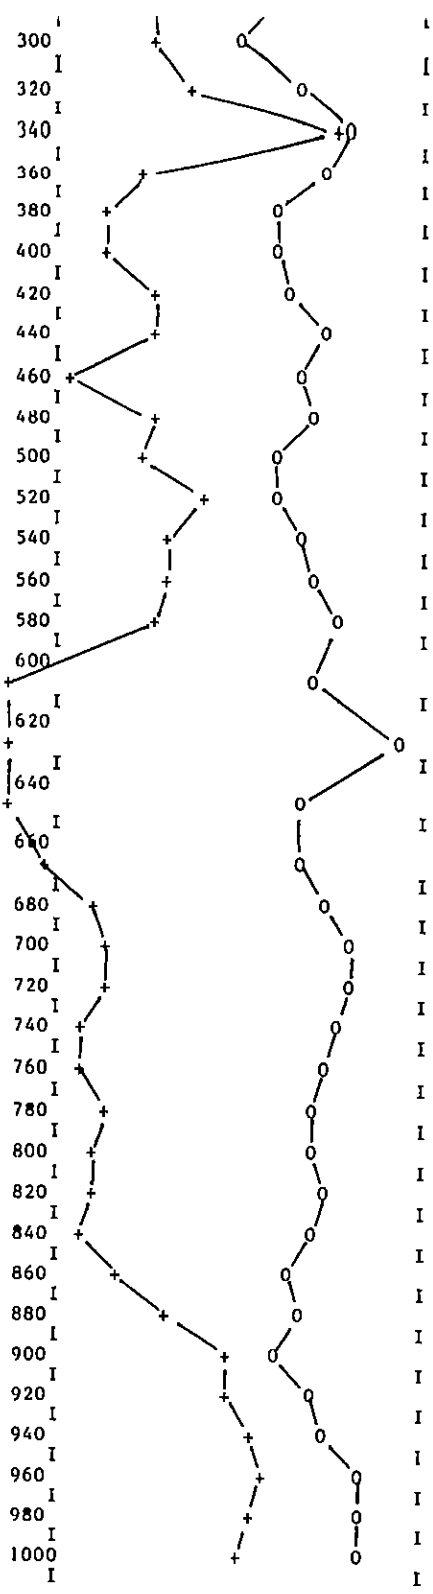 I I
300 + O
I I
320 + O
I I
340 +O
I I
360 + O
I I
380 + O
I I
400 + O
I I
420 + O
I I
440 + O
I I
460 + O
I I
480 + O
I I
500 + O
I I
520 + O
I I
540 + O
I I
560 + O
I I
580 + O
I I
600
+ O
I I
620
+ O
I I
640
+ O
I I
660
+ O
I I
680 + O
I I
700 + O
I I
720 + O
I I
740 + O
I I
760 + O
I I
780 + O
I I
800 + O
I I
820 + O
I I
840 + O
I I
860 + O
I I
880 + O
I I
900 + O
I I
920 + O
I I
940 + O
I I
960 + O
I I
980 + O
I I
1000 + O
I I